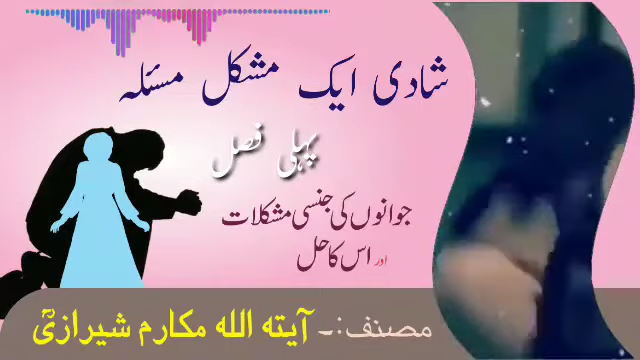 شادی ایک مشکل مسئلہ
پہلی فصل
جوانوں کی جنسی مشکلات
اور اس کا حل
مصنف:۔ آیتہ اللہ مکارم شیرازیؒ